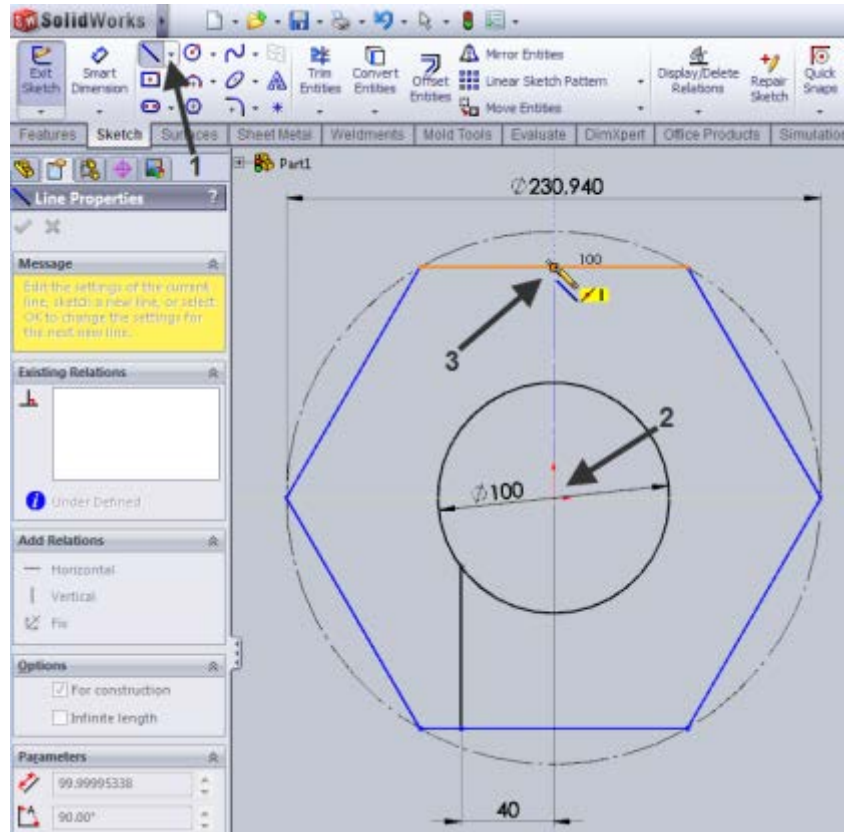 SolidWorks
Exit Sketch
Smart Dimension
Trim Entities
Convert Entities
Offset Entities
Mirror Entities
Linear Sketch Pattern
Move Entities
Display/Delete Relations
Repair Sketch
Quick Snaps
Features Sketch Surfaces Sheet Metal Weldments Mold Tools Evaluate DimXpert Office Products Simulation
1
Part1
Line Properties ?
Message
Edit the settings of the current
line, sketch a new line, or select
OK to change the settings for
the next new line.
Existing Relations
Under Defined
Add Relations
Horizontal
Vertical
Fix
Options
For construction
Infinite length
Parameters
99.99995338
90.00°
∅230.940
100
3
2
∅100
40